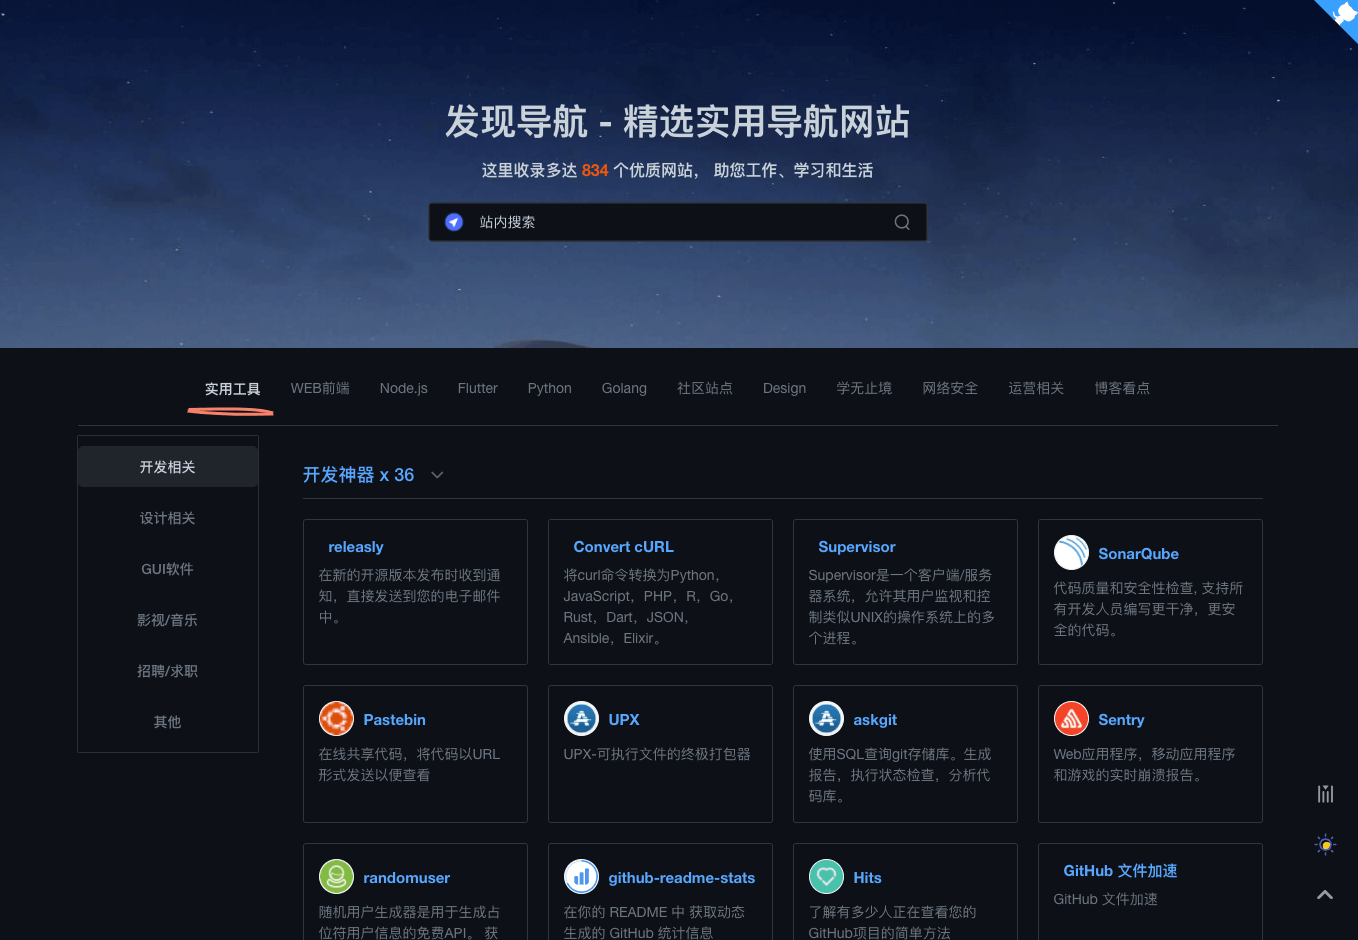 发现导航 - 精选实用导航网站
这里收录多达 834 个优质网站， 助您工作、学习和生活
站内搜索
实用工具 WEB前端 Node.js Flutter Python Golang 社区站点 Design 学无止境 网络安全 运营相关 博客看点
开发相关
设计相关
GUI软件
影视/音乐
招聘/求职
其他
开发神器 x 36
releasly
在新的开源版本发布时收到通
知，直接发送到您的电子邮件
中。
Convert cURL
将curl命令转换为Python，
JavaScript，PHP，R，Go，
Rust，Dart，JSON，
Ansible，Elixir。
Supervisor
Supervisor是一个客户端/服务
器系统，允许其用户监视和控
制类似UNIX的操作系统上的多
个进程。
SonarQube
代码质量和安全性检查, 支持所
有开发人员编写更干净，更安
全的代码。
Pastebin
在线共享代码，将代码以URL
形式发送以便查看
UPX
UPX-可执行文件的终极打包器
askgit
使用SQL查询git存储库。生成
报告，执行状态检查，分析代
码库。
Sentry
Web应用程序，移动应用程序
和游戏的实时崩溃报告。
randomuser
随机用户生成器是用于生成占
位符用户信息的免费API。 获
github-readme-stats
在你的 README 中 获取动态
生成的 GitHub 统计信息
Hits
了解有多少人正在查看您的
GitHub项目的简单方法
GitHub 文件加速
GitHub 文件加速